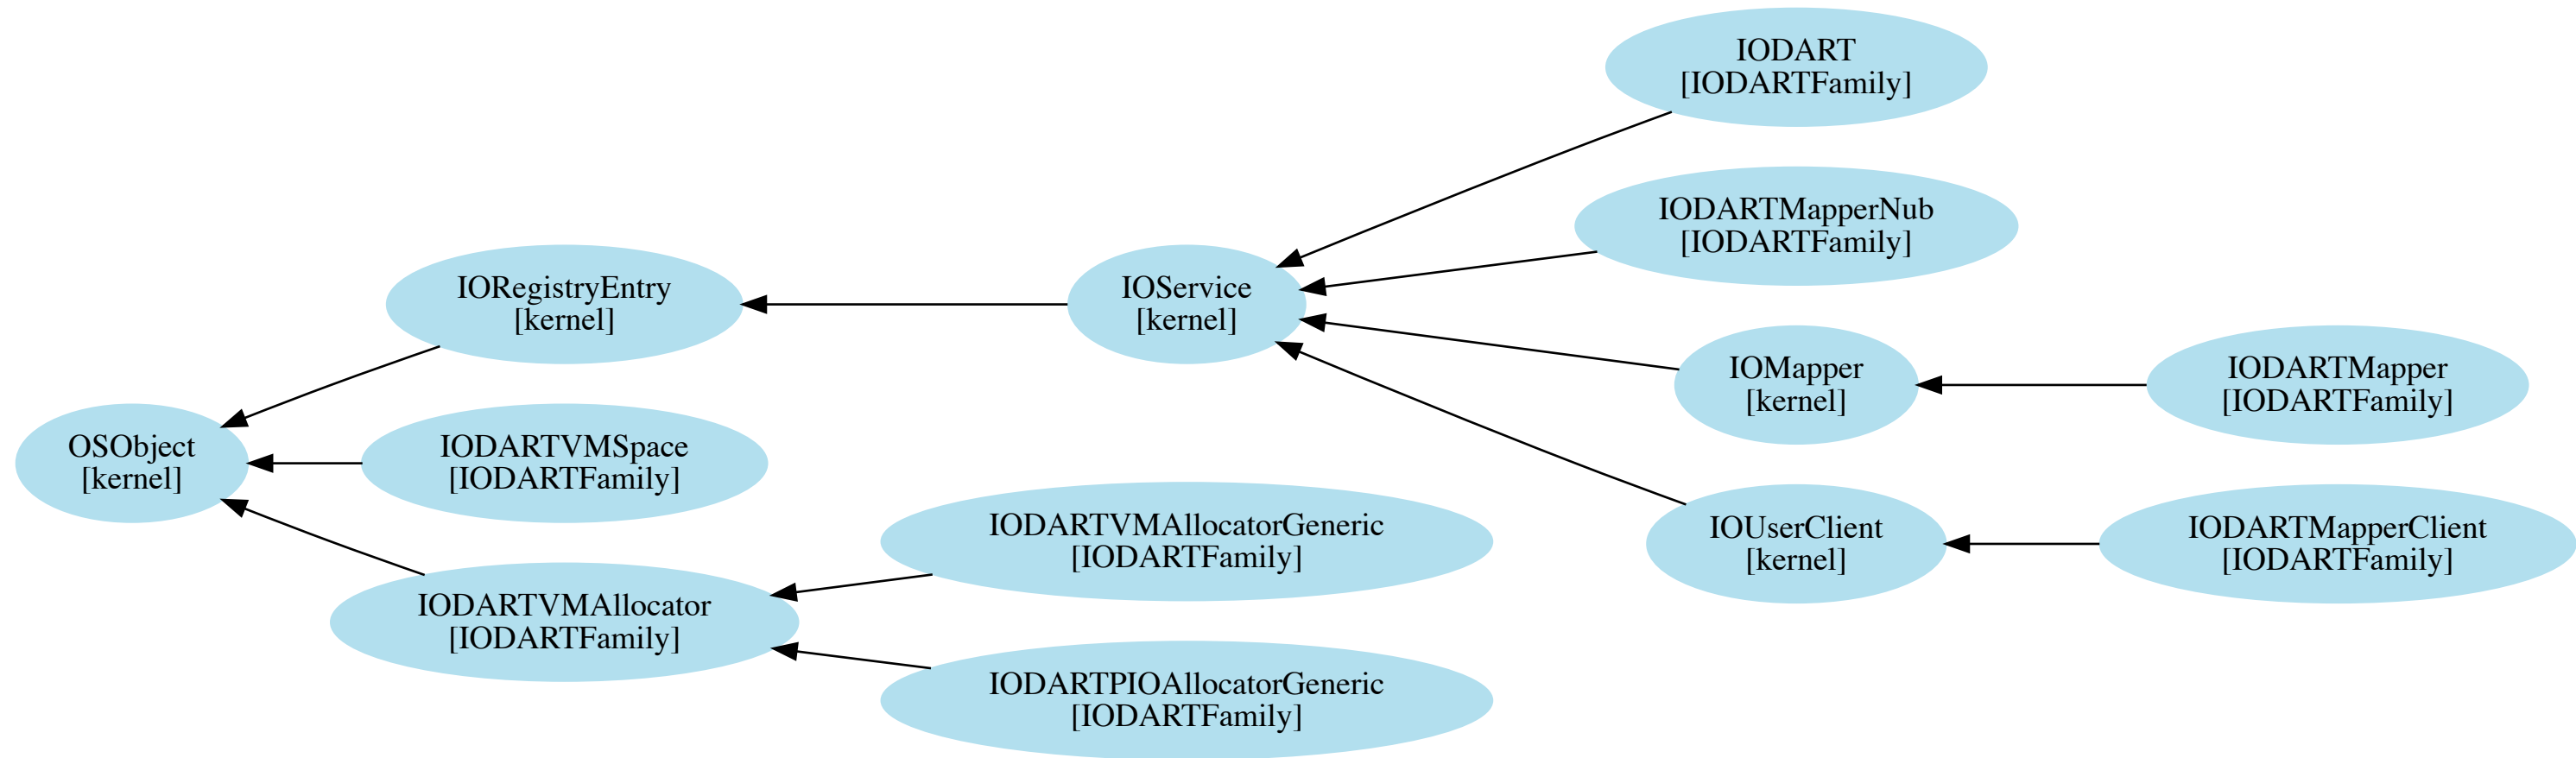 IODART
[IODARTFamily]
IODARTMapperNub
[IODARTFamily]
IORegistryEntry
[kernel]
IOService
[kernel]
IOMapper
[kernel]
IODARTMapper
[IODARTFamily]
OSObject
[kernel]
IODARTVMSpace
[IODARTFamily]
IODARTVMAllocatorGeneric
[IODARTFamily]
IOUserClient
[kernel]
IODARTMapperClient
[IODARTFamily]
IODARTVMAllocator
[IODARTFamily]
IODARTPIOAllocatorGeneric
[IODARTFamily]